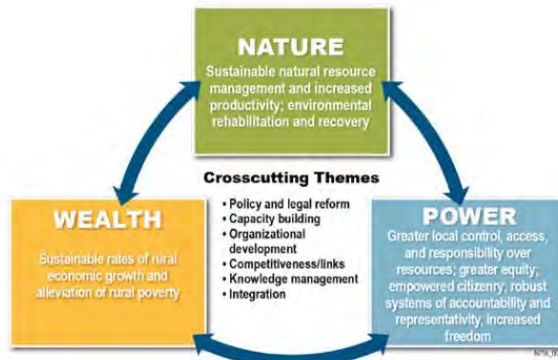 NATURE
Sustainable natural resource
management and increased
productivity; environmental
rehabilitation and recovery
Crosscutting Themes
• Policy and legal reform
• Capacity building
• Organizational
development
• Competitiveness/links
• Knowledge management
• Integration
WEALTH
Sustainable rates of rural
economic growth and
alleviation of rural poverty
POWER
Greater local control, access,
and responsibility over
resources; greater equity;
empowered citizenry; robust
systems of accountability and
representativity; increased
freedom